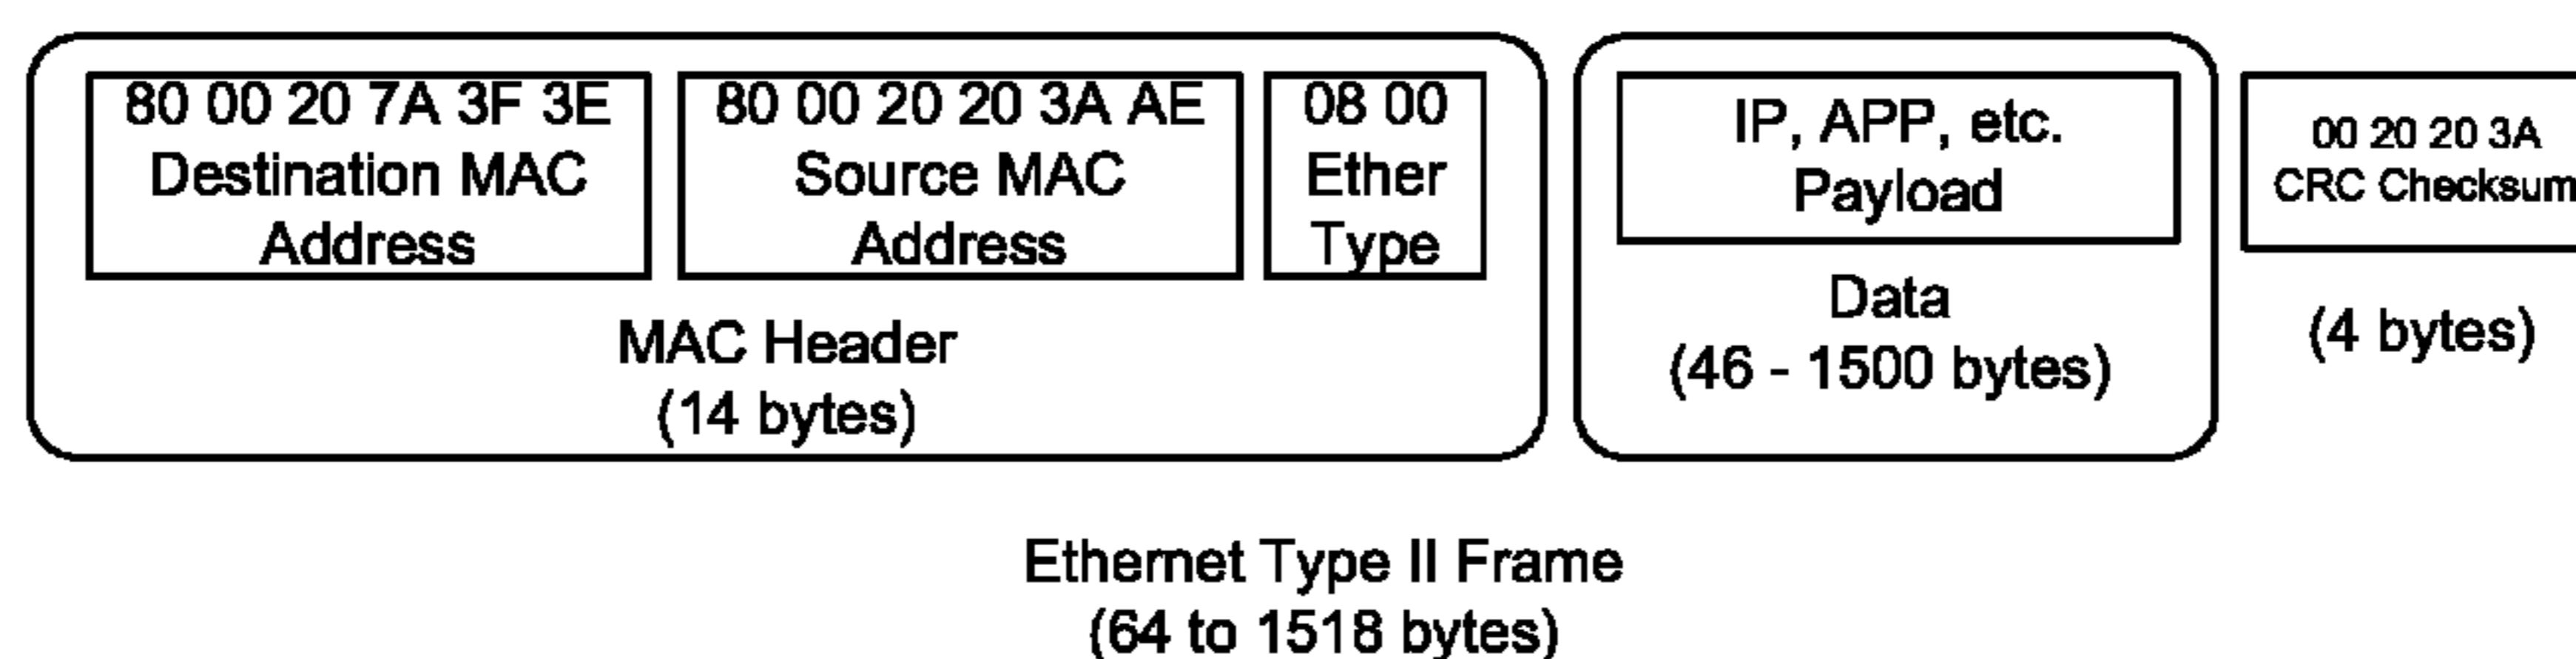 80 00 20 7A 3F 3E
Destination MAC
Address
80 00 20 20 3A AE
Source MAC
Address
08 00
Ether
Type
MAC Header
(14 bytes)
IP, APP, etc.
Payload
Data
(46 - 1500 bytes)
00 20 20 3A
CRC Checksum
(4 bytes)
Ethernet Type II Frame
(64 to 1518 bytes)